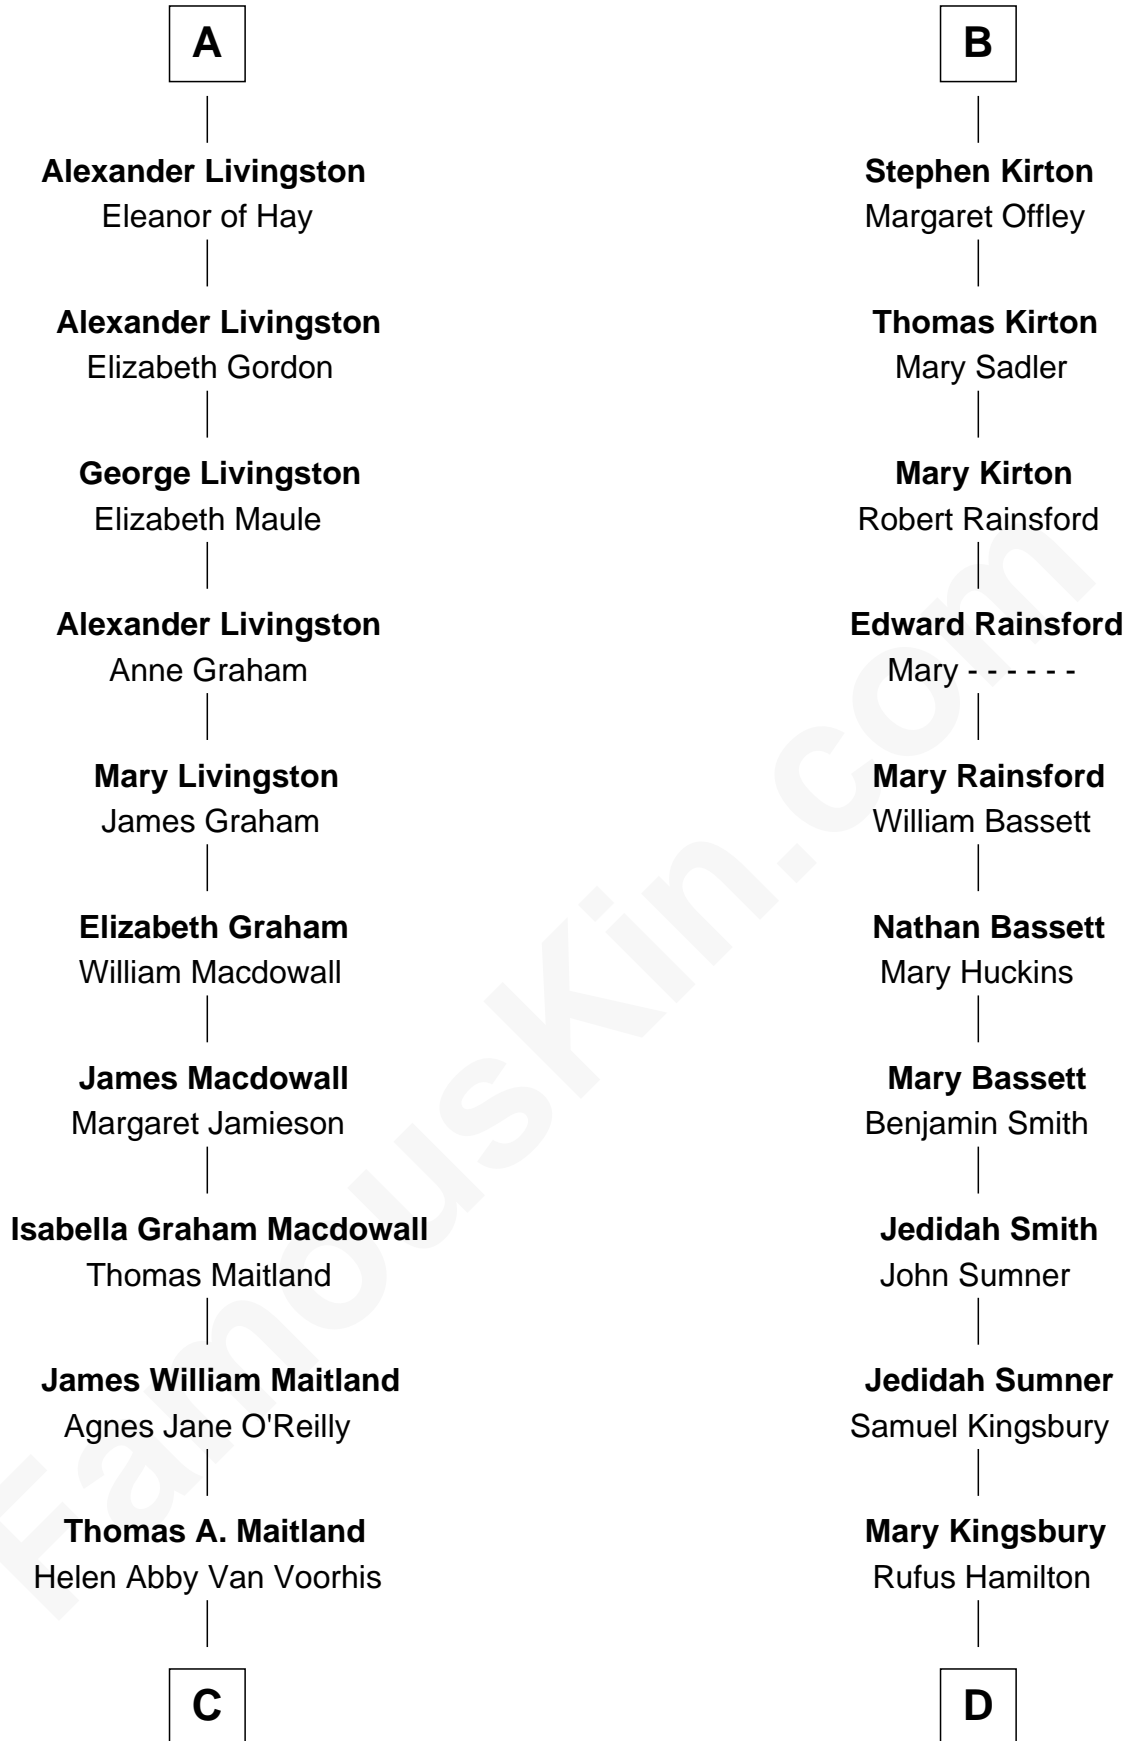 A
Alexander Livingston
Eleanor of Hay
Alexander Livingston
Elizabeth Gordon
George Livingston
Elizabeth Maule
Alexander Livingston
Anne Graham
Mary Livingston
James Graham
Elizabeth Graham
William Macdowall
James Macdowall
Margaret Jamieson
Isabella Graham Macdowall
Thomas Maitland
James William Maitland
Agnes Jane O'Reilly
Thomas A. Maitland
Helen Abby Van Voorhis
C
B
Stephen Kirton
Margaret Offley
Thomas Kirton
Mary Sadler
Mary Kirton
Robert Rainsford
Edward Rainsford
Mary - - - - - -
Mary Rainsford
William Bassett
Nathan Bassett
Mary Huckins
Mary Bassett
Benjamin Smith
Jedidah Smith
John Sumner
Jedidah Sumner
Samuel Kingsbury
Mary Kingsbury
Rufus Hamilton
D
FamousKin.com